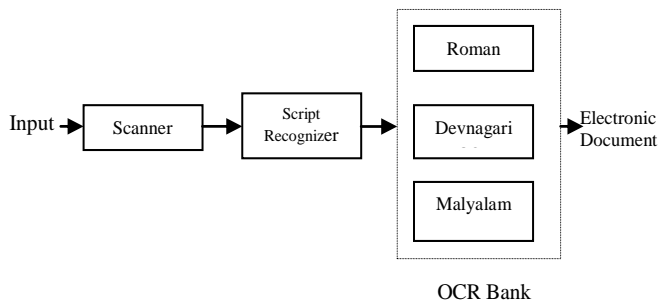 Input
Scanner
Script
Recognizer
Roman
Devnagari
Malyalam
Electronic
Document
OCR Bank